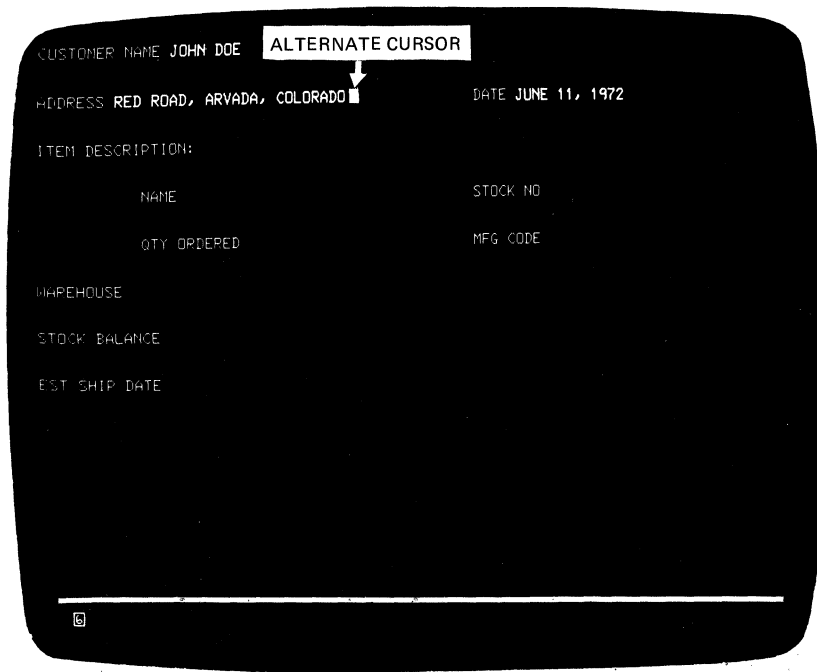 CUSTOMER NAME JOHN DOE ALTERNATE CURSOR
ADDRESS RED ROAD, ARVADA, COLORADO DATE JUNE 11, 1972
ITEM DESCRIPTION:
NAME STOCK NO
QTY ORDERED MFG CODE
WAREHOUSE
STOCK BALANCE
EST SHIP DATE
6